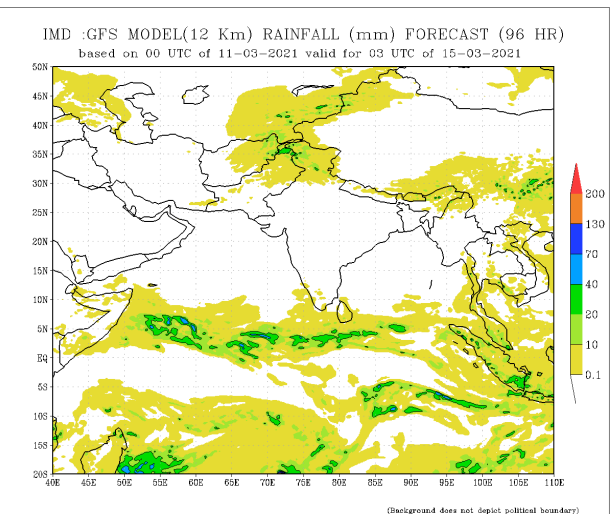 IMD :GFS MODEL(12 Km) RAINFALL (mm) FORECAST (96 HR)
based on 00 UTC of 11-03-2021 valid for 03 UTC of 15-03-2021
50N
45N
40N
35N
30N
25N
20N
15N
10N
5N
EQ
5S
10S
15S
20S
40E 45E 50E 55E 60E 65E 70E 75E 80E 85E 90E 95E 100E 105E 110E
200
130
70
40
20
10
0.1
(Background does not depict political boundary)